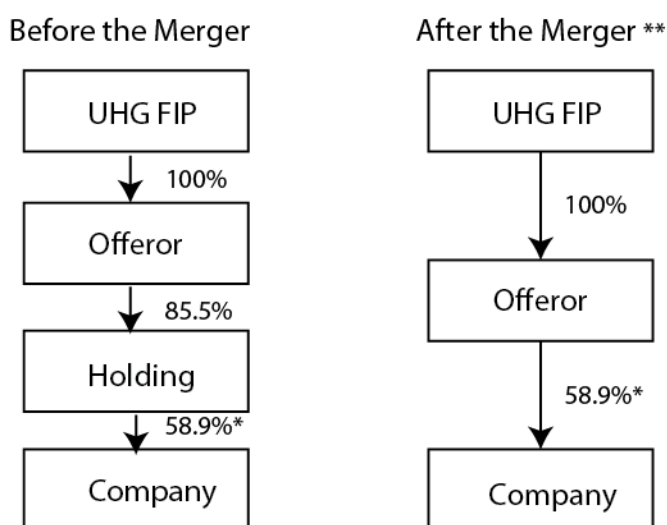 Before the Merger
UHG FIP
100%
Offeror
85.5%
Holding
58.9%*
Company
After the Merger **
UHG FIP
100%
Offeror
58.9%*
Company